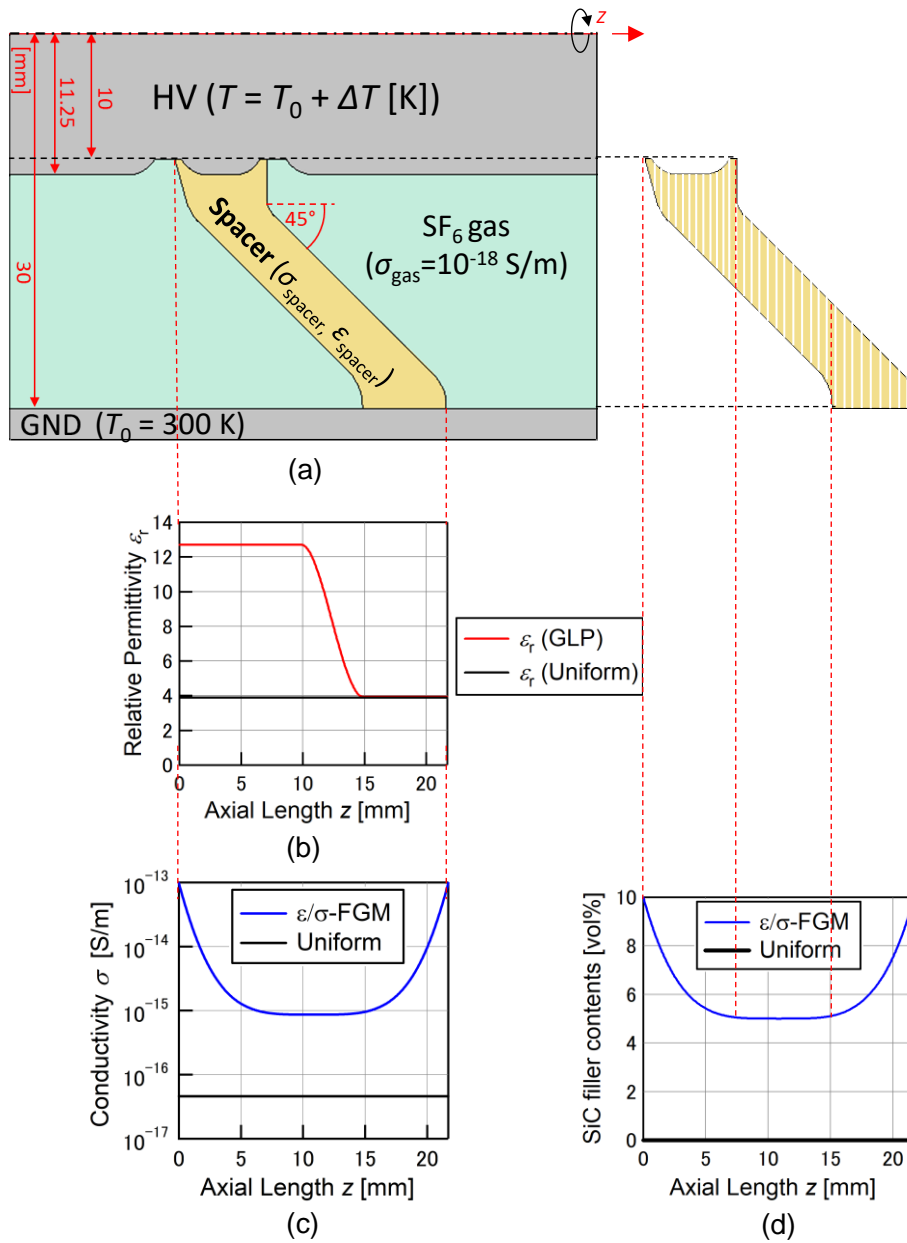 z
[mm]
11.25
10
30
HV (T = T₀ + ΔT [K])
45°
Spacer (σspacer, εspacer)
SF₆ gas
(σgas=10⁻¹⁸ S/m)
GND (T₀ = 300 K)
(a)
Relative Permittivity εr
14
12
10
8
6
4
2
0
0 5 10 15 20
Axial Length z [mm]
εr (GLP)
εr (Uniform)
(b)
Conductivity σ [S/m]
10⁻¹³
10⁻¹⁴
10⁻¹⁵
10⁻¹⁶
10⁻¹⁷
ε/σ-FGM
Uniform
0 5 10 15 20
Axial Length z [mm]
(c)
SiC filler contents [vol%]
10
8
6
4
2
0
ε/σ-FGM
Uniform
0 5 10 15 20
Axial Length z [mm]
(d)